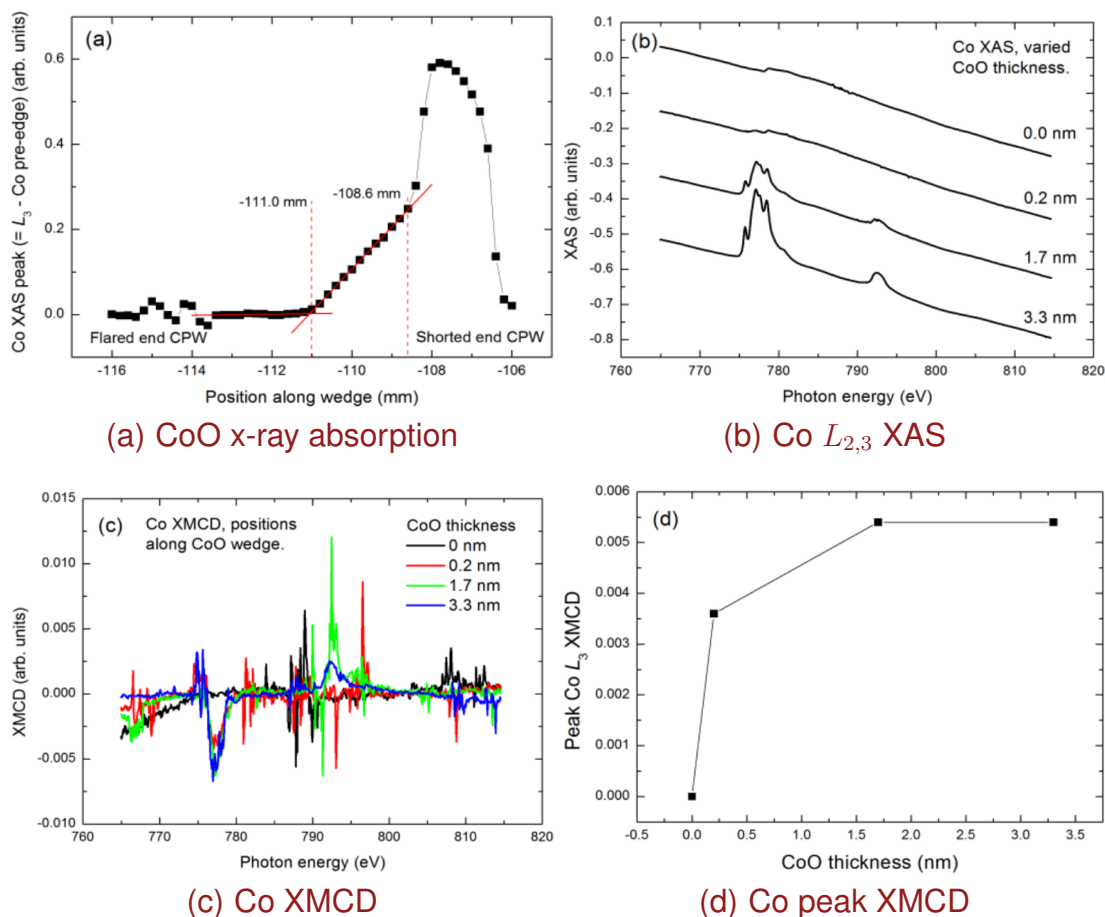 (a)
Co XAS peak (= L3 - Co pre-edge) (arb. units)
0.6
0.4
0.2
0.0
-111.0 mm
-108.6 mm
Flared end CPW
Shorted end CPW
-116
-114
-112
-110
-108
-106
Position along wedge (mm)
(a) CoO x-ray absorption
(b)
Co XAS, varied
CoO thickness.
XAS (arb. units)
0.1
0.0
-0.1
-0.2
-0.3
-0.4
-0.5
-0.6
-0.7
-0.8
0.0 nm
0.2 nm
1.7 nm
3.3 nm
760
770
780
790
800
810
820
Photon energy (eV)
(b) Co L2,3 XAS
(c)
Co XMCD, positions
along CoO wedge.
CoO thickness
0 nm
0.2 nm
1.7 nm
3.3 nm
XMCD (arb. units)
0.015
0.010
0.005
0.000
-0.005
-0.010
760
770
780
790
800
810
820
Photon energy (eV)
(c) Co XMCD
(d)
Peak Co L3 XMCD
0.006
0.005
0.004
0.003
0.002
0.001
0.000
-0.5
0.0
0.5
1.0
1.5
2.0
2.5
3.0
3.5
CoO thickness (nm)
(d) Co peak XMCD